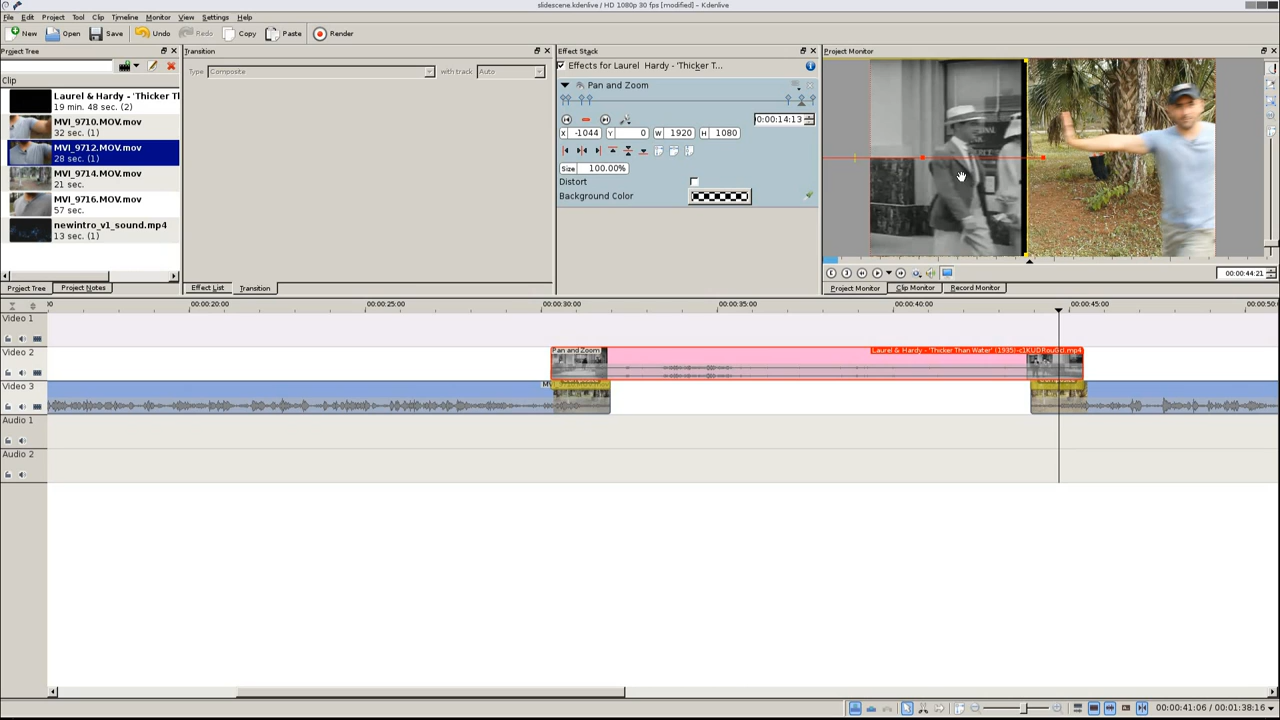 slidescene.kdenlive / HD 1080p 30 fps [modified] – Kdenlive
File Edit Project Tool Clip Timeline Monitor View Settings Help
New Open Save Undo Redo Copy Paste Render
Project Tree
Transition
Effect Stack
Project Monitor
Clip
Laurel & Hardy - 'Thicker Tl
19 min. 48 sec. (2)
MVI_9710.MOV.mov
32 sec. (1)
MVI_9712.MOV.mov
28 sec. (1)
MVI_9714.MOV.mov
21 sec.
MVI_9716.MOV.mov
57 sec.
newintro_v1_sound.mp4
13 sec. (1)
Type Composite with track Auto
Effects for Laurel Hardy - 'Thicker T...
Pan and Zoom
0:00:14:13
X -1044 Y 0 W 1920 H 1080
Size 100.00%
Distort
Background Color
00:00:44:21
Project Tree Project Notes
Effect List Transition
Project Monitor Clip Monitor Record Monitor
00:00:20:00 00:00:25:00 00:00:30:00 00:00:35:00 00:00:40:00 00:00:45:00 00:00:50:0
Video 1
Video 2
Pan and Zoom
Laurel & Hardy - 'Thicker Than Water' (1935)-c1KUDRouGcI.mp4
Video 3
Composite
Composite
Audio 1
Audio 2
00:00:41:06 / 00:01:38:16